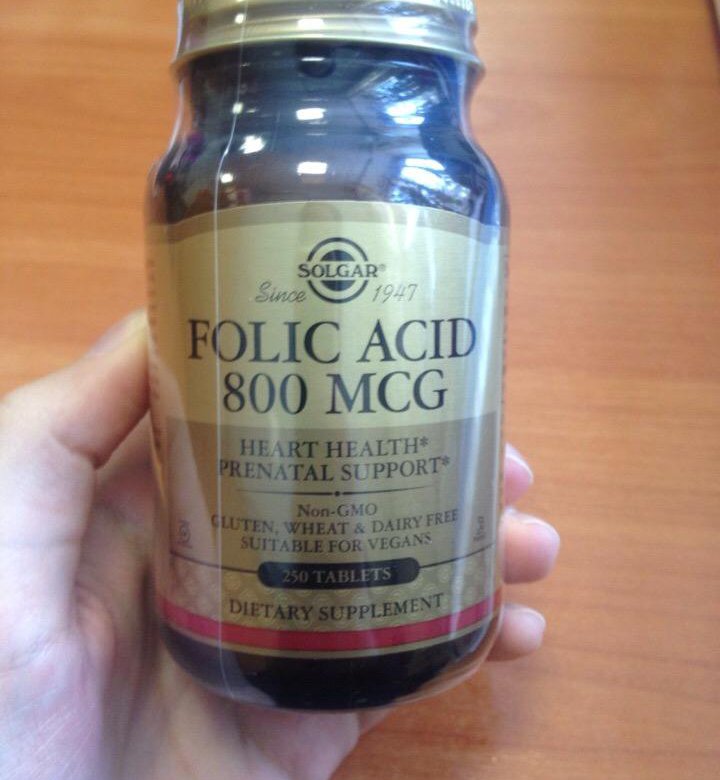 SOLGAR®
Since 1947
FOLIC ACID
800 MCG
HEART HEALTH*
PRENATAL SUPPORT*
Non-GMO
GLUTEN, WHEAT & DAIRY FREE
SUITABLE FOR VEGANS
250 TABLETS
DIETARY SUPPLEMENT